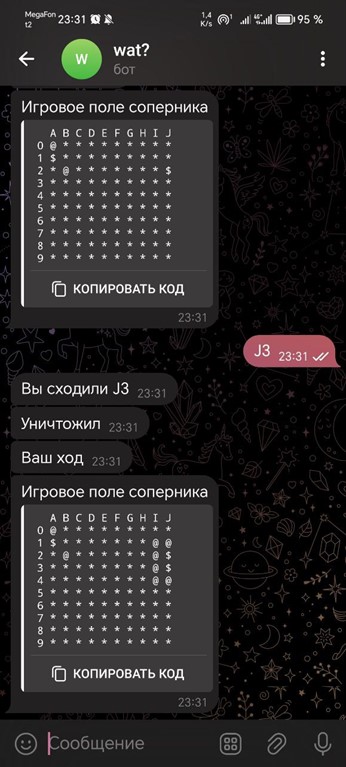 MegaFon 23:31 1,4 95 %
t2 K/s
W wat?
бот
Игровое поле соперника
A B C D E F G H I J
0 @ * * * * * * * * *
1 $ * * * * * * * * *
2 * @ * * * * * * * $
3 * * * * * * * * * *
4 * * * * * * * * * *
5 * * * * * * * * * *
6 * * * * * * * * * *
7 * * * * * * * * * *
8 * * * * * * * * * *
9 * * * * * * * * * *
КОПИРОВАТЬ КОД
23:31
J3 23:31
Вы сходили J3 23:31
Уничтожил 23:31
Ваш ход 23:31
Игровое поле соперника
A B C D E F G H I J
0 @ * * * * * * * * *
1 $ * * * * * * * @ @
2 * @ * * * * * * @ $
3 * * * * * * * * @ $
4 * * * * * * * * @ @
5 * * * * * * * * * *
6 * * * * * * * * * *
7 * * * * * * * * * *
8 * * * * * * * * * *
9 * * * * * * * * * *
КОПИРОВАТЬ КОД
23:31
Сообщение